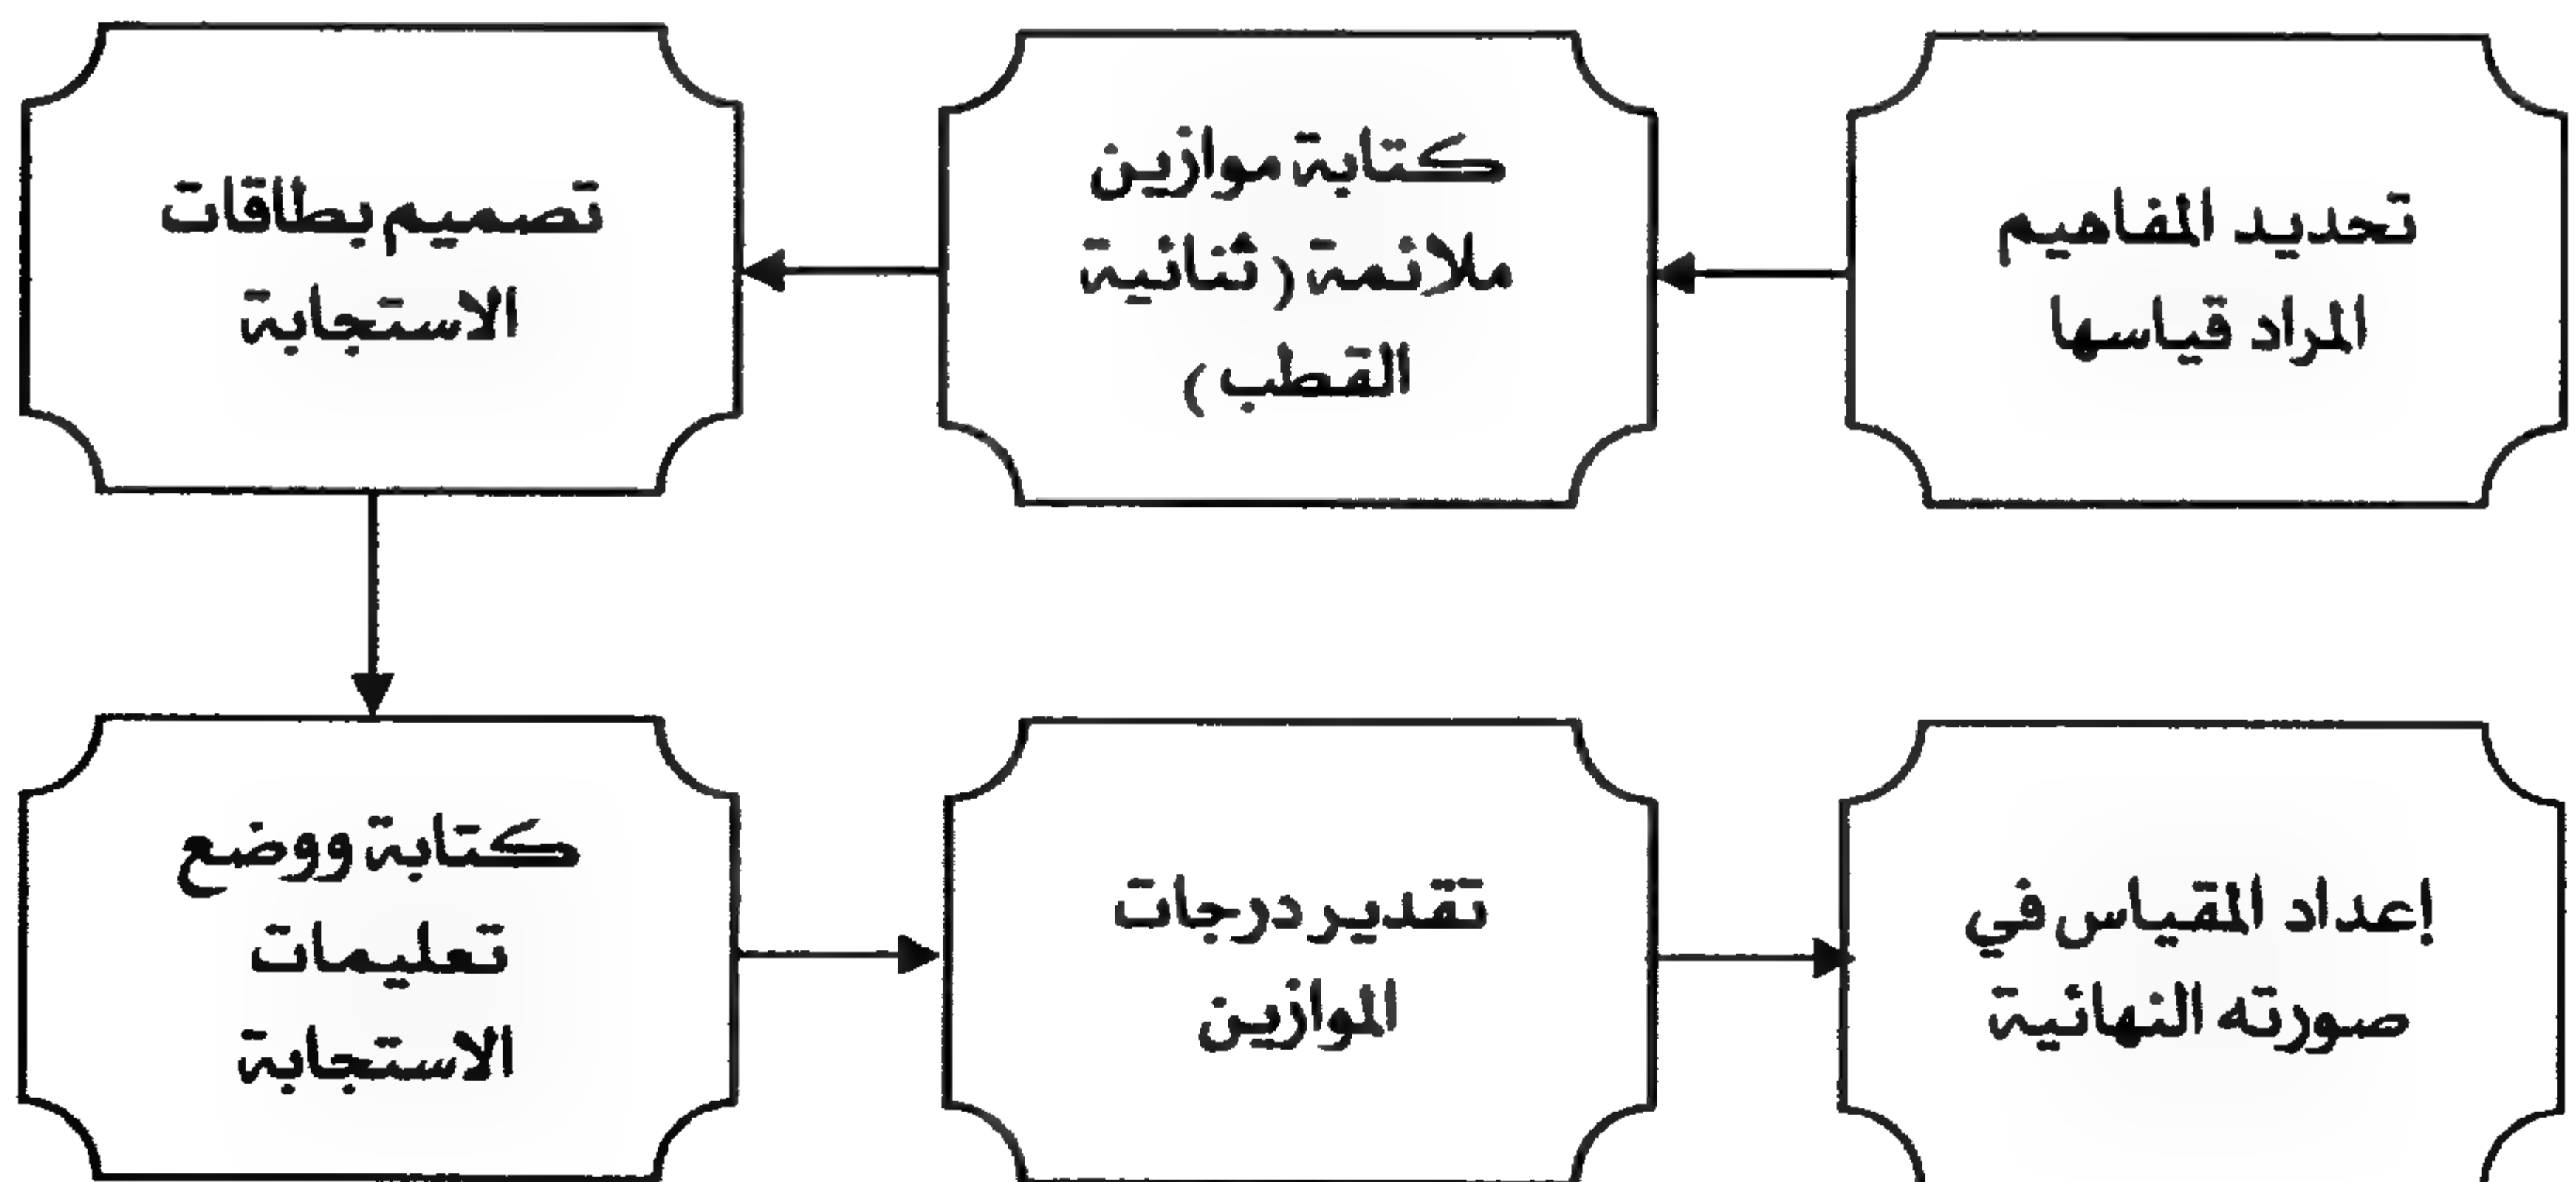 تحديد المفاهيم
المراد قياسها
كتابة موازين
ملائمة (ثنائية
القطب)
تصميم بطاقات
الاستجابة
كتابة ووضع
تعليمات
الاستجابة
تقدير درجات
الموازين
إعداد المقياس في
صورته النهائية